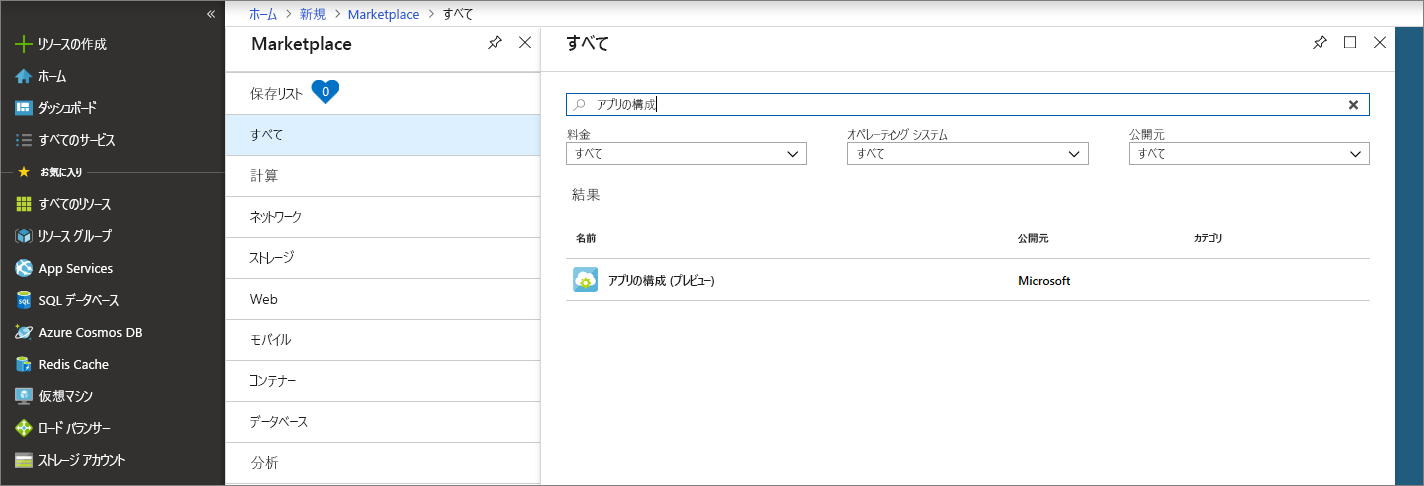 «
ホーム > 新規 > Marketplace > すべて
リソースの作成
ホーム
ダッシュボード
すべてのサービス
お気に入り
すべてのリソース
リソース グループ
App Services
SQL データベース
Azure Cosmos DB
Redis Cache
仮想マシン
ロード バランサー
ストレージ アカウント
Marketplace
保存リスト 0
すべて
計算
ネットワーク
ストレージ
Web
モバイル
コンテナー
データベース
分析
すべて
アプリの構成
料金 オペレーティング システム 公開元
すべて すべて すべて
結果
名前 公開元 カテゴリ
アプリの構成 (プレビュー) Microsoft